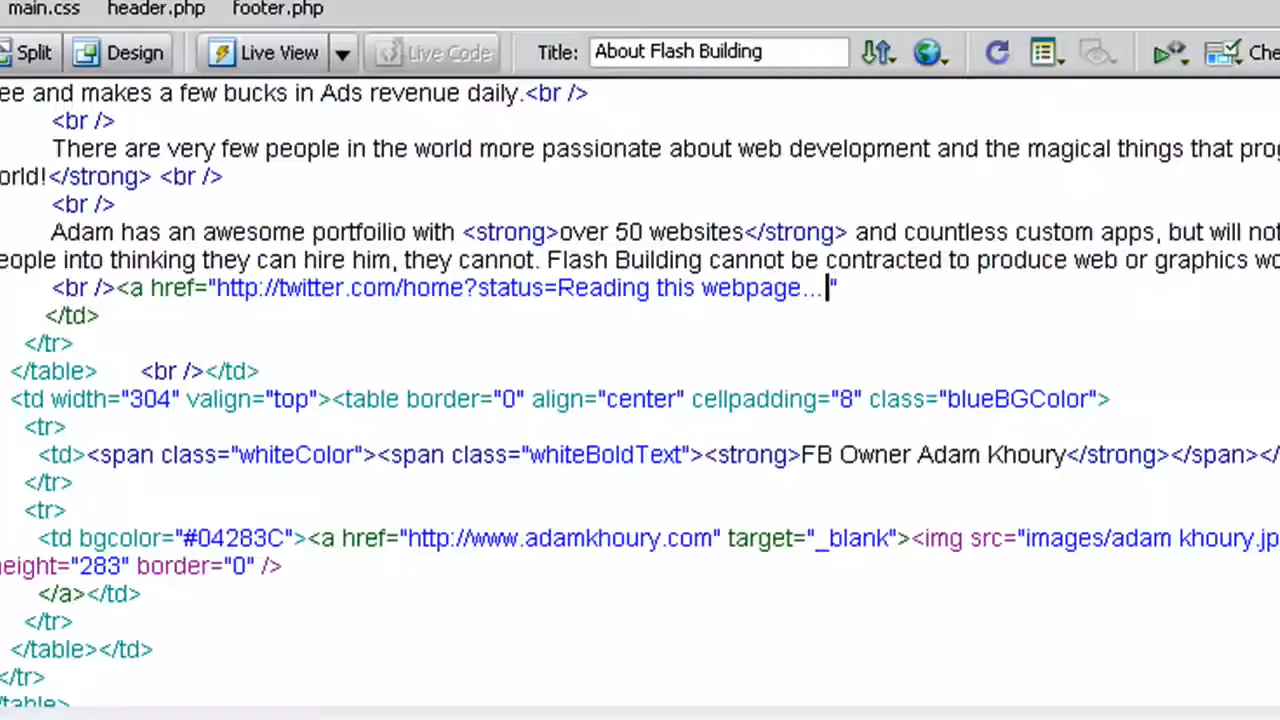 main.css header.php footer.php
Split Design Live View Live Code Title: About Flash Building
ee and makes a few bucks in Ads revenue daily.<br />
<br />
There are very few people in the world more passionate about web development and the magical things that
orld!</strong> <br />
<br />
Adam has an awesome portfoilio with <strong>over 50 websites</strong> and countless custom apps, but will not
eople into thinking they can hire him, they cannot. Flash Building cannot be contracted to produce web or graphics
<br /><a href="http://twitter.com/home?status=Reading this webpage... "
</td>
</tr>
</table> <br /></td>
<td width="304" valign="top"><table border="0" align="center" cellpadding="8" class="blueBGColor">
<tr>
<td><span class="whiteColor"><span class="whiteBoldText"><strong>FB Owner Adam Khoury</strong></span></
</tr>
<tr>
<td bgcolor="#04283C"><a href="http://www.adamkhoury.com" target="_blank"><img src="images/adam khoury.jp
eight="283" border="0" />
</a></td>
</tr>
</table></td>
</tr>
/table>